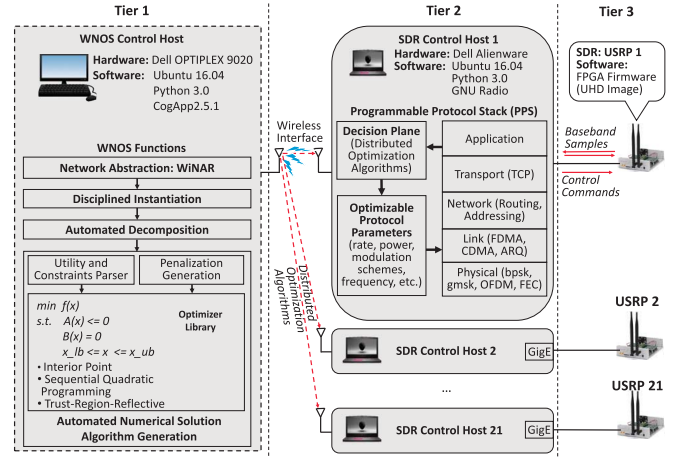 Tier 1
WNOS Control Host
Hardware: Dell OPTIPLEX 9020
Software: Ubuntu 16.04
Python 3.0
CogApp2.5.1
WNOS Functions
Network Abstraction: WiNAR
Disciplined Instantiation
Automated Decomposition
Utility and
Constraints Parser
Penalization
Generation
min f(x)
s.t. A(x) <= 0
B(x) = 0
x_lb <= x <= x_ub
Optimizer
Library
• Interior Point
• Sequential Quadratic
Programming
• Trust-Region-Reflective
Automated Numerical Solution
Algorithm Generation
Wireless
Interface
Distributed
Optimization
Algorithms
Tier 2
SDR Control Host 1
Hardware: Dell Alienware
Software: Ubuntu 16.04
Python 3.0
GNU Radio
Programmable Protocol Stack (PPS)
Decision Plane
(Distributed
Optimization
Algorithms)
Optimizable
Protocol
Parameters
(rate, power,
modulation
schemes,
frequency, etc.)
Application
Transport (TCP)
Network (Routing,
Addressing)
Link (FDMA,
CDMA, ARQ)
Physical (bpsk,
gmsk, OFDM, FEC)
SDR Control Host 2
GigE
...
SDR Control Host 21
GigE
Tier 3
SDR: USRP 1
Software:
FPGA Firmware
(UHD Image)
Baseband
Samples
Control
Commands
USRP 2
USRP 21